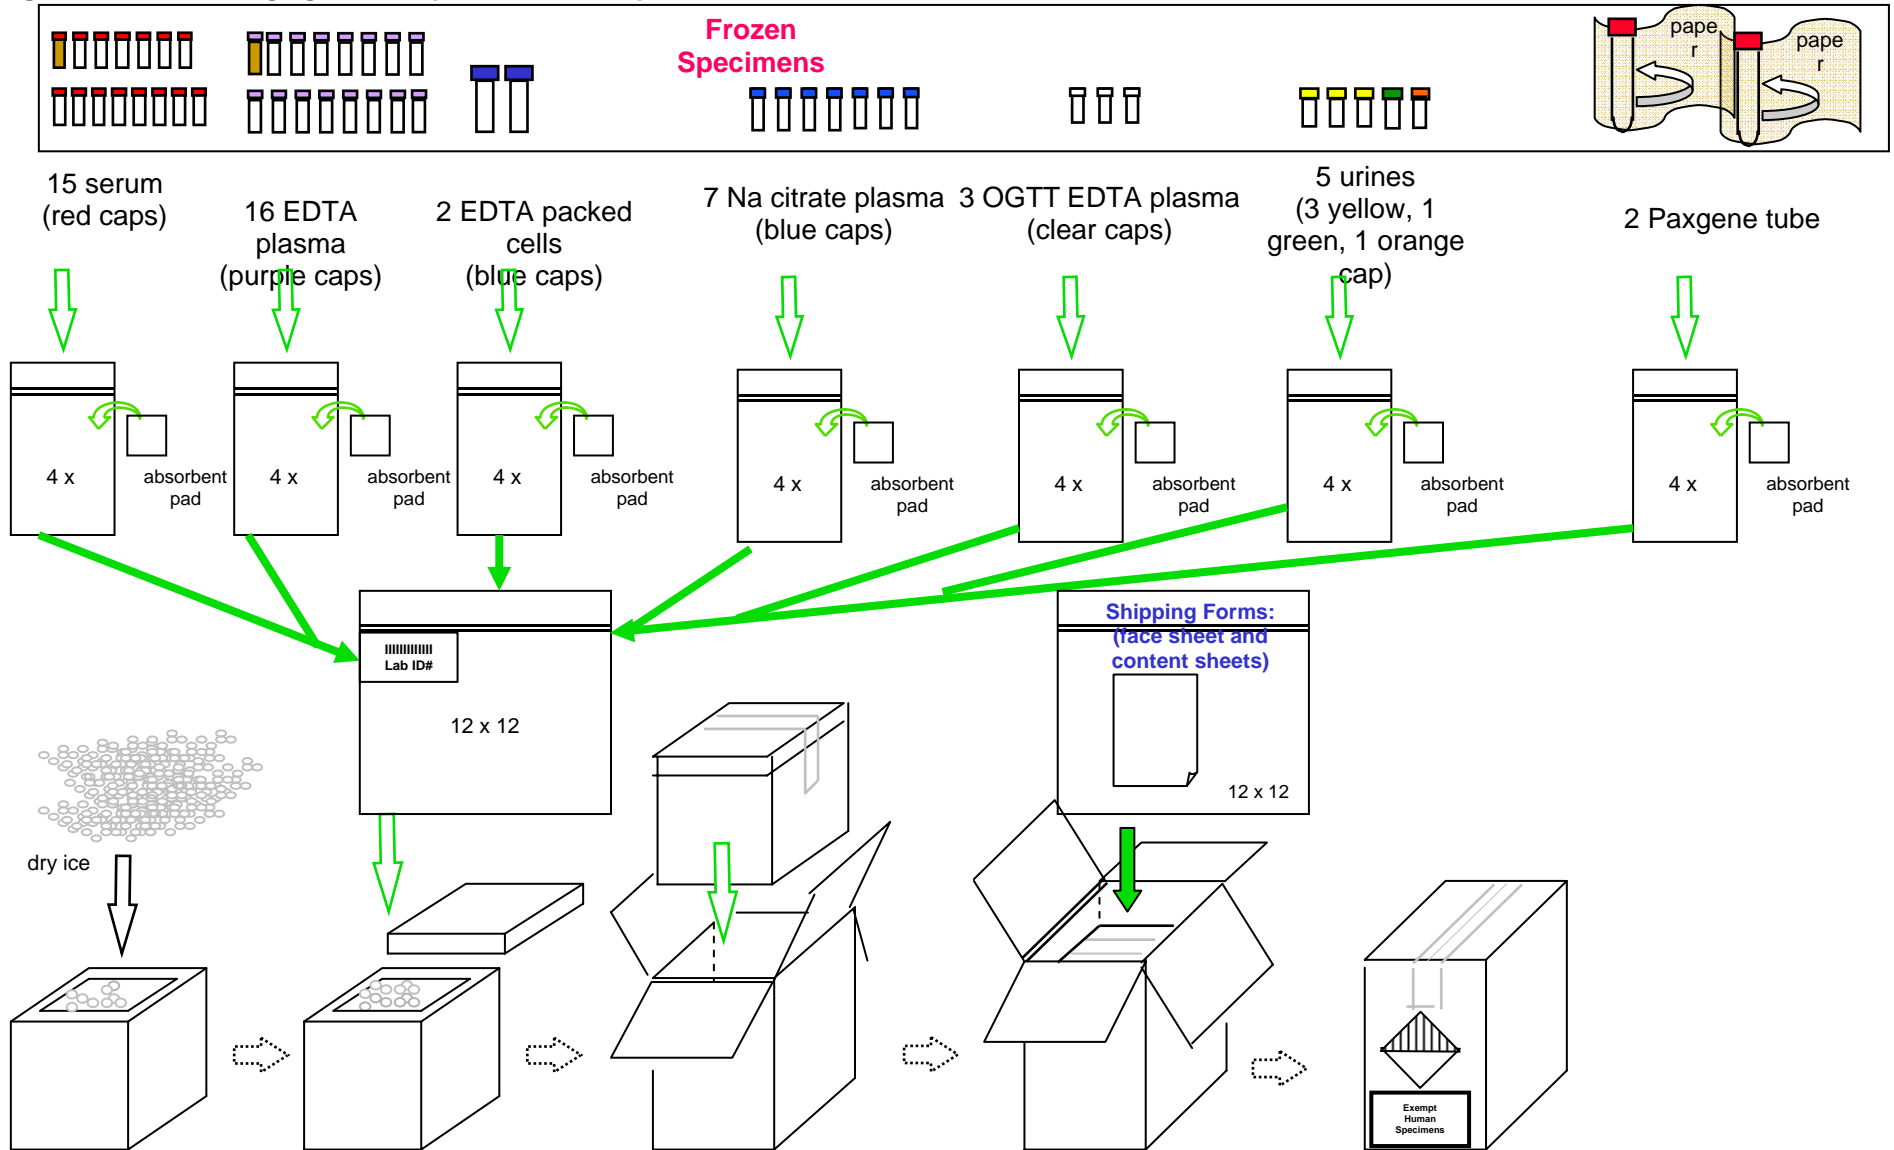 Frozen
Specimens
pape
r
pape
r
15 serum
(red caps)
16 EDTA
plasma
(purple caps)
2 EDTA packed
cells
(blue caps)
7 Na citrate plasma
(blue caps)
3 OGTT EDTA plasma
(clear caps)
5 urines
(3 yellow, 1
green, 1 orange
cap)
2 Paxgene tube
4 x
absorbent
pad
4 x
absorbent
pad
4 x
absorbent
pad
4 x
absorbent
pad
4 x
absorbent
pad
4 x
absorbent
pad
4 x
absorbent
pad
Lab ID#
12 x 12
Shipping Forms:
(face sheet and
content sheets)
12 x 12
dry ice
Exempt
Human
Specimens